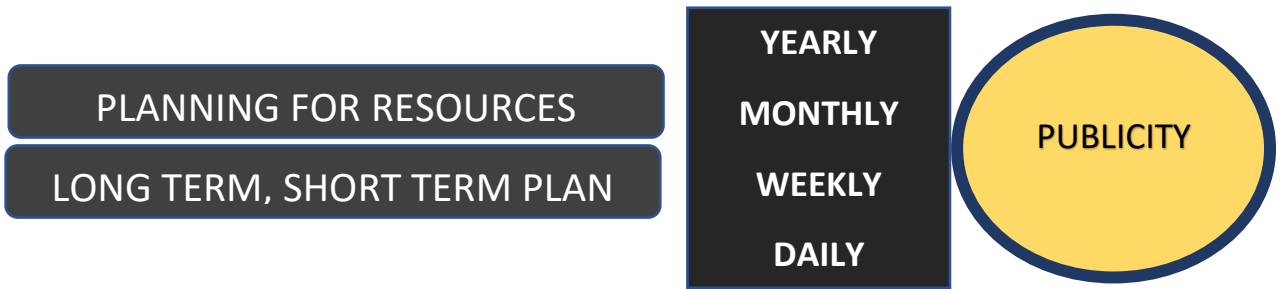 PLANNING FOR RESOURCES
LONG TERM, SHORT TERM PLAN
YEARLY
MONTHLY
WEEKLY
DAILY
PUBLICITY